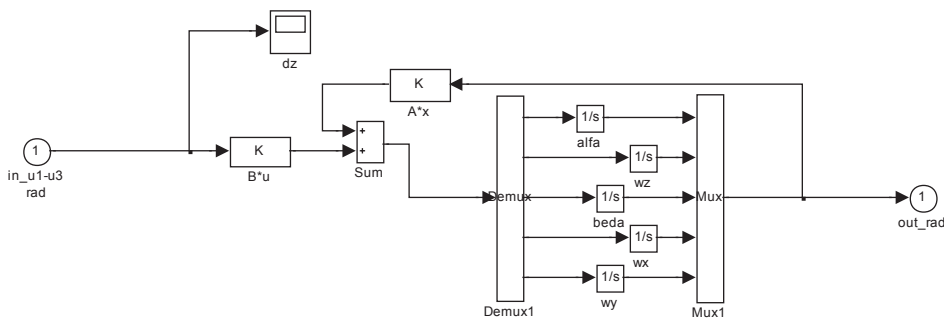 dz
K
A*x
1
in_u1-u3
rad
K
B*u
+
+
Sum
Demux
Demux1
1/s
alfa
1/s
wz
1/s
beda
1/s
wx
1/s
wy
Mux
Mux1
1
out_rad